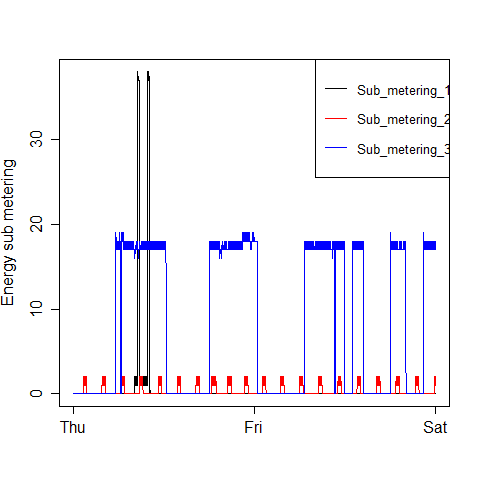 Energy sub metering
30
20
10
0
Thu
Fri
Sat
Sub_metering_1
Sub_metering_2
Sub_metering_3